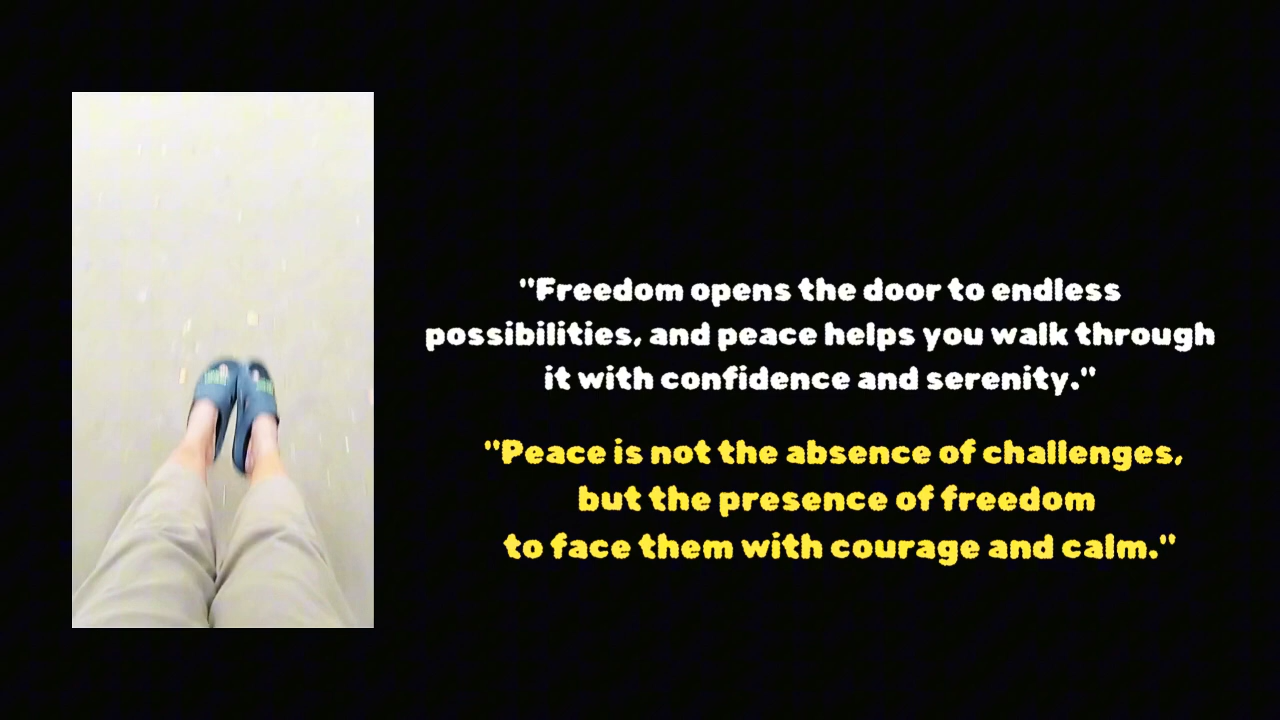 "Freedom opens the door to endless
possibilities, and peace helps you walk through
it with confidence and serenity."
"Peace is not the absence of challenges,
but the presence of freedom
to face them with courage and calm."